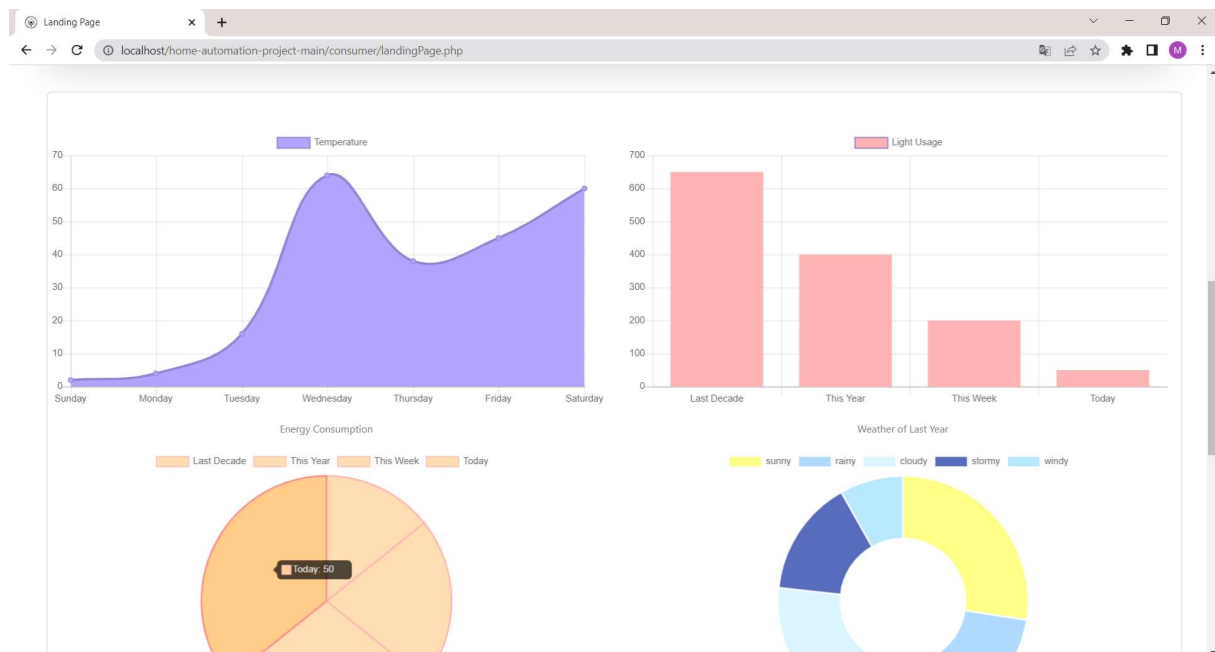 Landing Page
localhost/home-automation-project-main/consumer/landingPage.php
M
Temperature
70
60
50
40
30
20
10
0
Sunday Monday Tuesday Wednesday Thursday Friday Saturday
Light Usage
700
600
500
400
300
200
100
0
Last Decade This Year This Week Today
Energy Consumption
Last Decade This Year This Week Today
Today: 50
Weather of Last Year
sunny rainy cloudy stormy windy